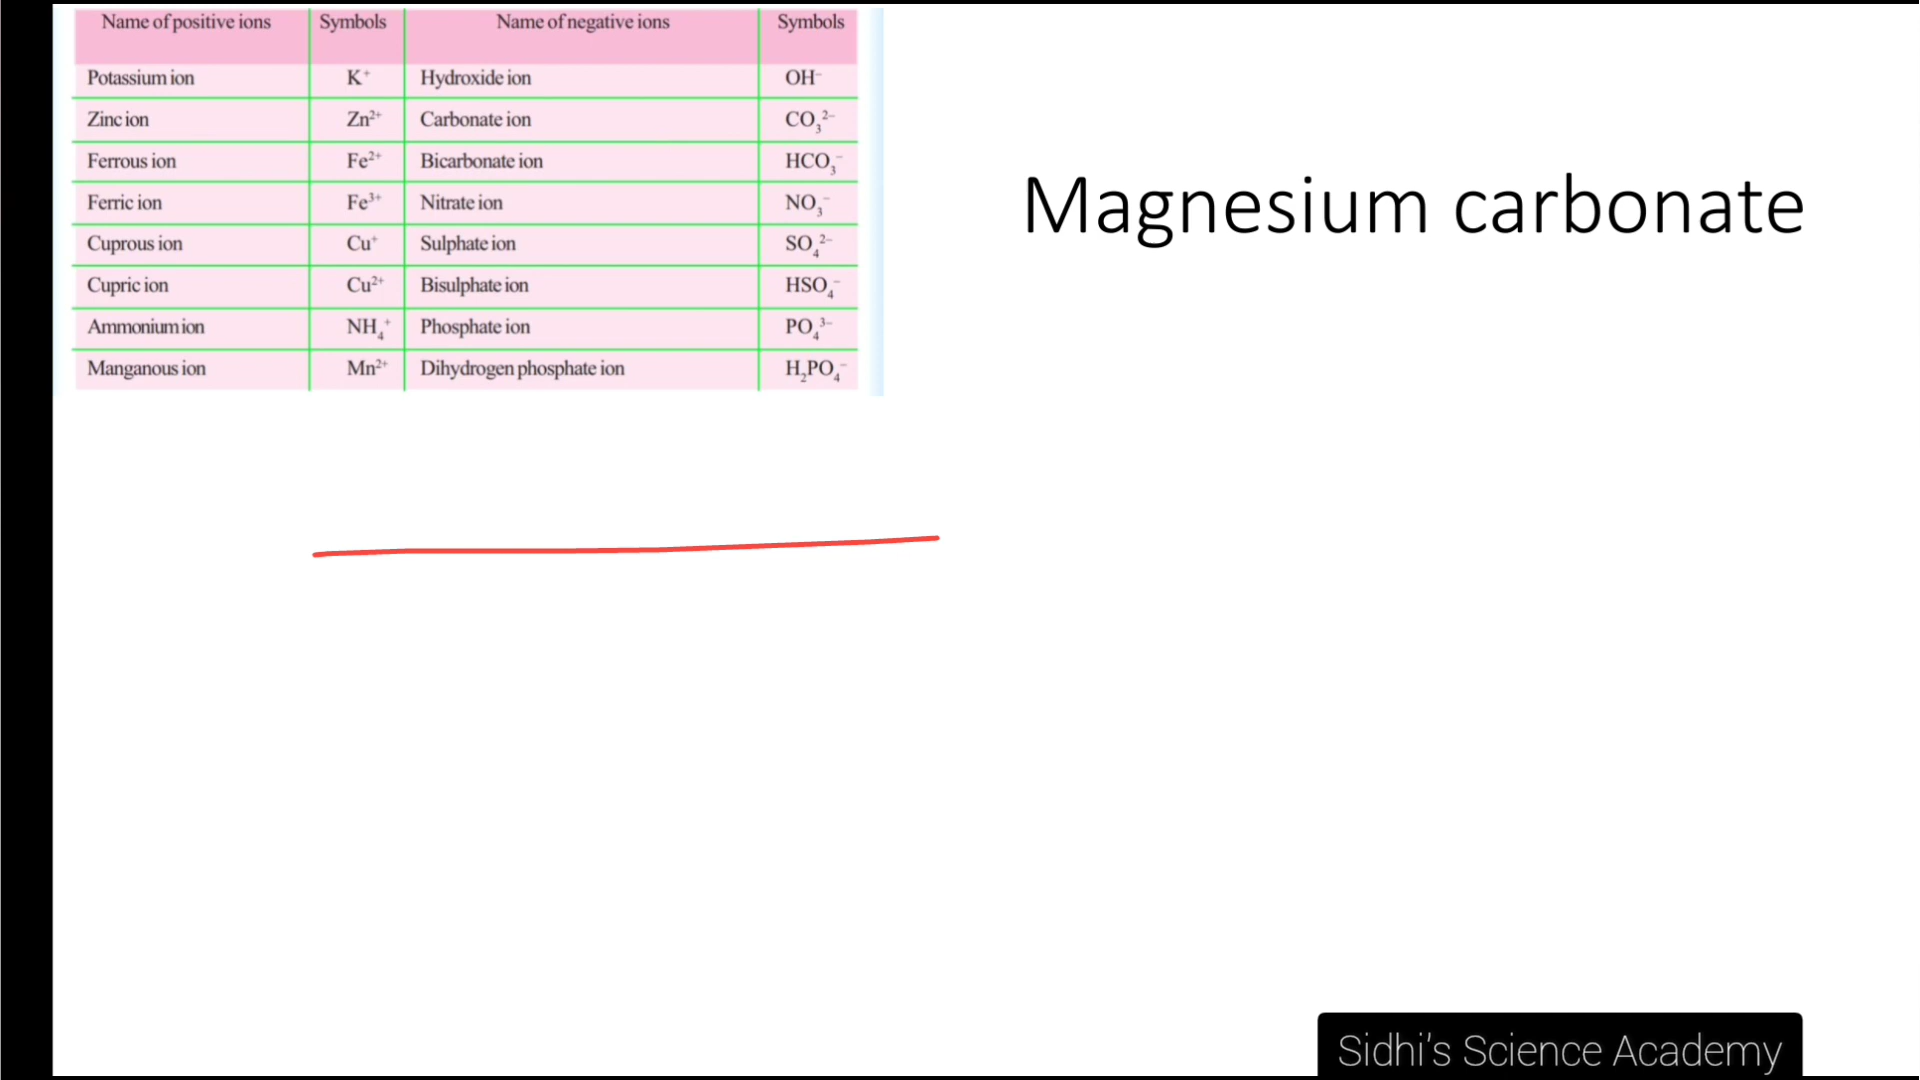 Name of positive ions Symbols Name of negative ions Symbols
Potassium ion K⁺ Hydroxide ion OH⁻
Zinc ion Zn²⁺ Carbonate ion CO₃²⁻
Ferrous ion Fe²⁺ Bicarbonate ion HCO₃⁻
Ferric ion Fe³⁺ Nitrate ion NO₃⁻
Cuprous ion Cu⁺ Sulphate ion SO₄²⁻
Cupric ion Cu²⁺ Bisulphate ion HSO₄⁻
Ammonium ion NH₄⁺ Phosphate ion PO₄³⁻
Manganous ion Mn²⁺ Dihydrogen phosphate ion H₂PO₄⁻
Magnesium carbonate
Sidhi's Science Academy